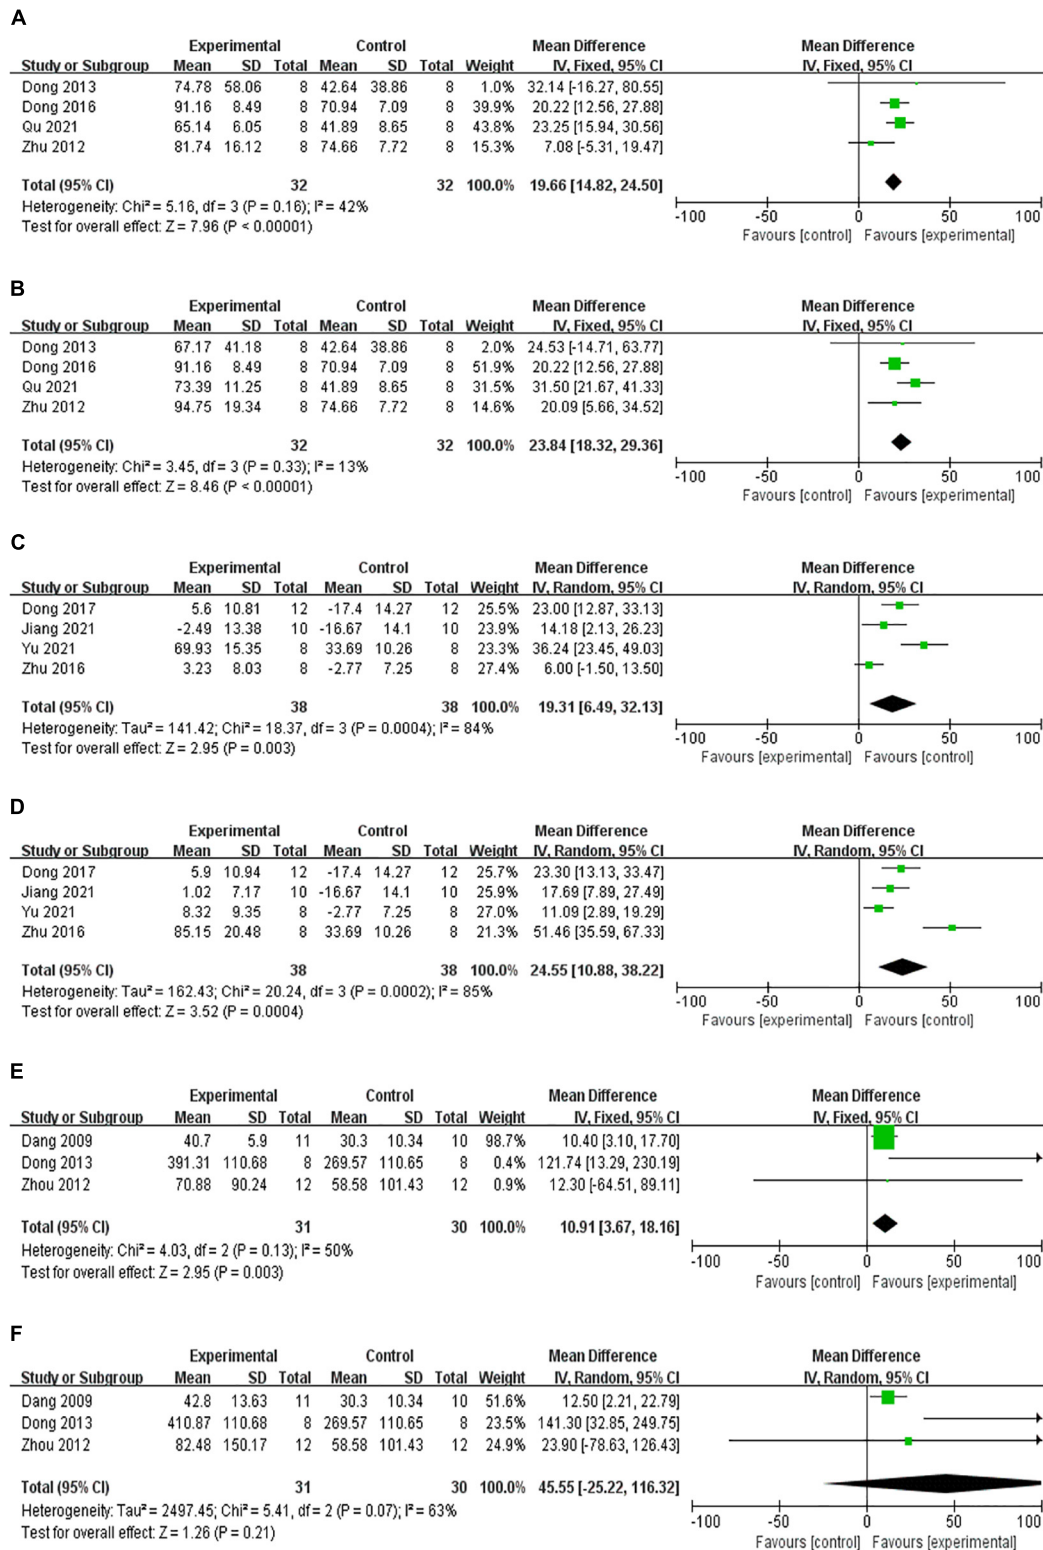 A
Experimental Control Mean Difference Mean Difference
Study or Subgroup Mean SD Total Mean SD Total Weight IV, Fixed, 95% CI IV, Fixed, 95% CI
Dong 2013 74.78 58.06 8 42.64 38.86 8 1.0% 32.14 [-16.27, 80.55]
Dong 2016 91.16 8.49 8 70.94 7.09 8 39.9% 20.22 [12.56, 27.88]
Qu 2021 65.14 6.05 8 41.89 8.65 8 43.8% 23.25 [15.94, 30.56]
Zhu 2012 81.74 16.12 8 74.66 7.72 8 15.3% 7.08 [-5.31, 19.47]
Total (95% CI) 32 32 100.0% 19.66 [14.82, 24.50]
Heterogeneity: Chi² = 5.16, df = 3 (P = 0.16); I² = 42%
Test for overall effect: Z = 7.96 (P < 0.00001)
-100 -50 0 50 100
Favours [control] Favours [experimental]
B
Experimental Control Mean Difference Mean Difference
Study or Subgroup Mean SD Total Mean SD Total Weight IV, Fixed, 95% CI IV, Fixed, 95% CI
Dong 2013 67.17 41.18 8 42.64 38.86 8 2.0% 24.53 [-14.71, 63.77]
Dong 2016 91.16 8.49 8 70.94 7.09 8 51.9% 20.22 [12.56, 27.88]
Qu 2021 73.39 11.25 8 41.89 8.65 8 31.5% 31.50 [21.67, 41.33]
Zhu 2012 94.75 19.34 8 74.66 7.72 8 14.6% 20.09 [5.66, 34.52]
Total (95% CI) 32 32 100.0% 23.84 [18.32, 29.36]
Heterogeneity: Chi² = 3.45, df = 3 (P = 0.33); I² = 13%
Test for overall effect: Z = 8.46 (P < 0.00001)
-100 -50 0 50 100
Favours [control] Favours [experimental]
C
Experimental Control Mean Difference Mean Difference
Study or Subgroup Mean SD Total Mean SD Total Weight IV, Random, 95% CI IV, Random, 95% CI
Dong 2017 5.6 10.81 12 -17.4 14.27 12 25.5% 23.00 [12.87, 33.13]
Jiang 2021 -2.49 13.38 10 -16.67 14.1 10 23.9% 14.18 [2.13, 26.23]
Yu 2021 69.93 15.35 8 33.69 10.26 8 23.3% 36.24 [23.45, 49.03]
Zhu 2016 3.23 8.03 8 -2.77 7.25 8 27.4% 6.00 [-1.50, 13.50]
Total (95% CI) 38 38 100.0% 19.31 [6.49, 32.13]
Heterogeneity: Tau² = 141.42; Chi² = 18.37, df = 3 (P = 0.0004); I² = 84%
Test for overall effect: Z = 2.95 (P = 0.003)
-100 -50 0 50 100
Favours [experimental] Favours [control]
D
Experimental Control Mean Difference Mean Difference
Study or Subgroup Mean SD Total Mean SD Total Weight IV, Random, 95% CI IV, Random, 95% CI
Dong 2017 5.9 10.94 12 -17.4 14.27 12 25.7% 23.30 [13.13, 33.47]
Jiang 2021 1.02 7.17 10 -16.67 14.1 10 25.9% 17.69 [7.89, 27.49]
Yu 2021 8.32 9.35 8 -2.77 7.25 8 27.0% 11.09 [2.89, 19.29]
Zhu 2016 85.15 20.48 8 33.69 10.26 8 21.3% 51.46 [35.59, 67.33]
Total (95% CI) 38 38 100.0% 24.55 [10.88, 38.22]
Heterogeneity: Tau² = 162.43; Chi² = 20.24, df = 3 (P = 0.0002); I² = 85%
Test for overall effect: Z = 3.52 (P = 0.0004)
-100 -50 0 50 100
Favours [experimental] Favours [control]
E
Experimental Control Mean Difference Mean Difference
Study or Subgroup Mean SD Total Mean SD Total Weight IV, Fixed, 95% CI IV, Fixed, 95% CI
Dang 2009 40.7 5.9 11 30.3 10.34 10 98.7% 10.40 [3.10, 17.70]
Dong 2013 391.31 110.68 8 269.57 110.65 8 0.4% 121.74 [13.29, 230.19]
Zhou 2012 70.88 90.24 12 58.58 101.43 12 0.9% 12.30 [-64.51, 89.11]
Total (95% CI) 31 30 100.0% 10.91 [3.67, 18.16]
Heterogeneity: Chi² = 4.03, df = 2 (P = 0.13); I² = 50%
Test for overall effect: Z = 2.95 (P = 0.003)
-100 -50 0 50 100
Favours [control] Favours [experimental]
F
Experimental Control Mean Difference Mean Difference
Study or Subgroup Mean SD Total Mean SD Total Weight IV, Random, 95% CI IV, Random, 95% CI
Dang 2009 42.8 13.63 11 30.3 10.34 10 51.6% 12.50 [2.21, 22.79]
Dong 2013 410.87 110.68 8 269.57 110.65 8 23.5% 141.30 [32.85, 249.75]
Zhou 2012 82.48 150.17 12 58.58 101.43 12 24.9% 23.90 [-78.63, 126.43]
Total (95% CI) 31 30 100.0% 45.55 [-25.22, 116.32]
Heterogeneity: Tau² = 2497.45; Chi² = 5.41, df = 2 (P = 0.07); I² = 63%
Test for overall effect: Z = 1.26 (P = 0.21)
-100 -50 0 50 100
Favours [control] Favours [experimental]